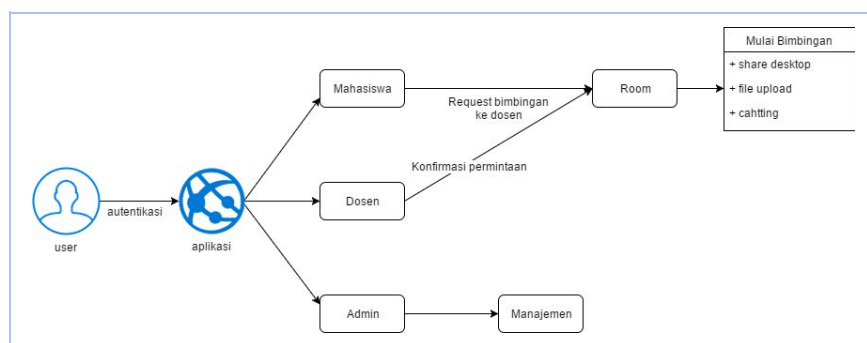 Mulai Bimbingan
+ share desktop
+ file upload
+ cahtting
Mahasiswa
Request bimbingan
ke dosen
Room
Konfirmasi permintaan
autentikasi
Dosen
user
aplikasi
Admin
Manajemen